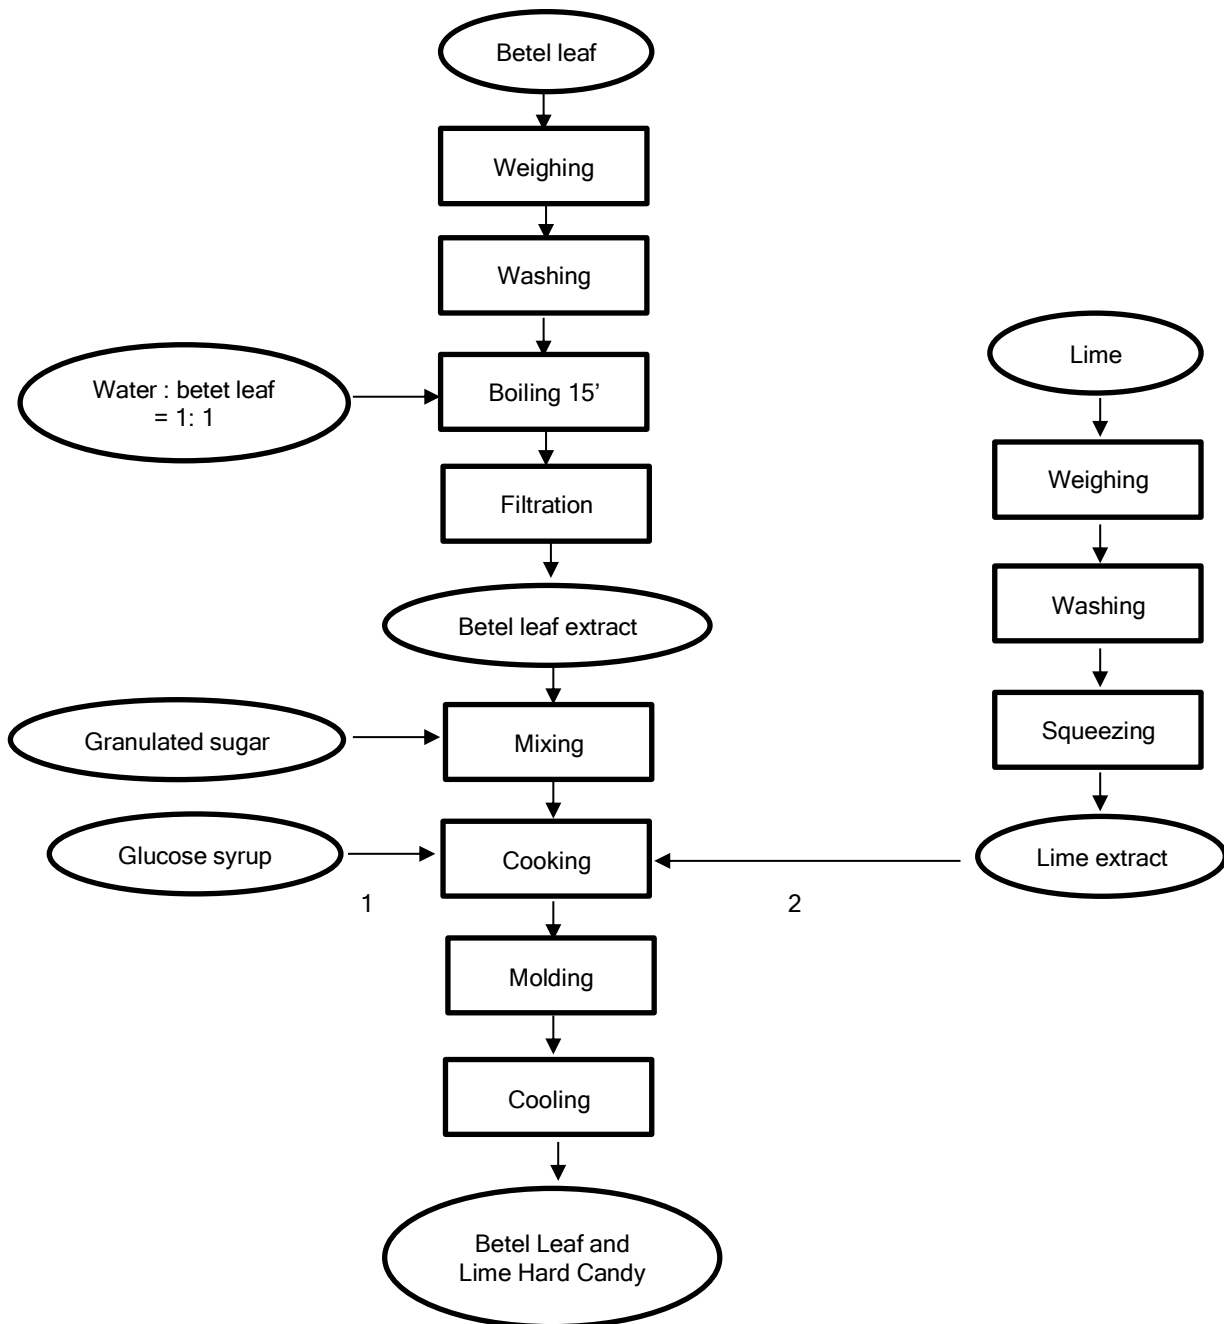 Betel leaf
Weighing
Washing
Water : betet leaf
= 1: 1
Boiling 15’
Filtration
Betel leaf extract
Granulated sugar
Mixing
Glucose syrup
Cooking
1
2
Molding
Cooling
Betel Leaf and
Lime Hard Candy
Lime
Weighing
Washing
Squeezing
Lime extract